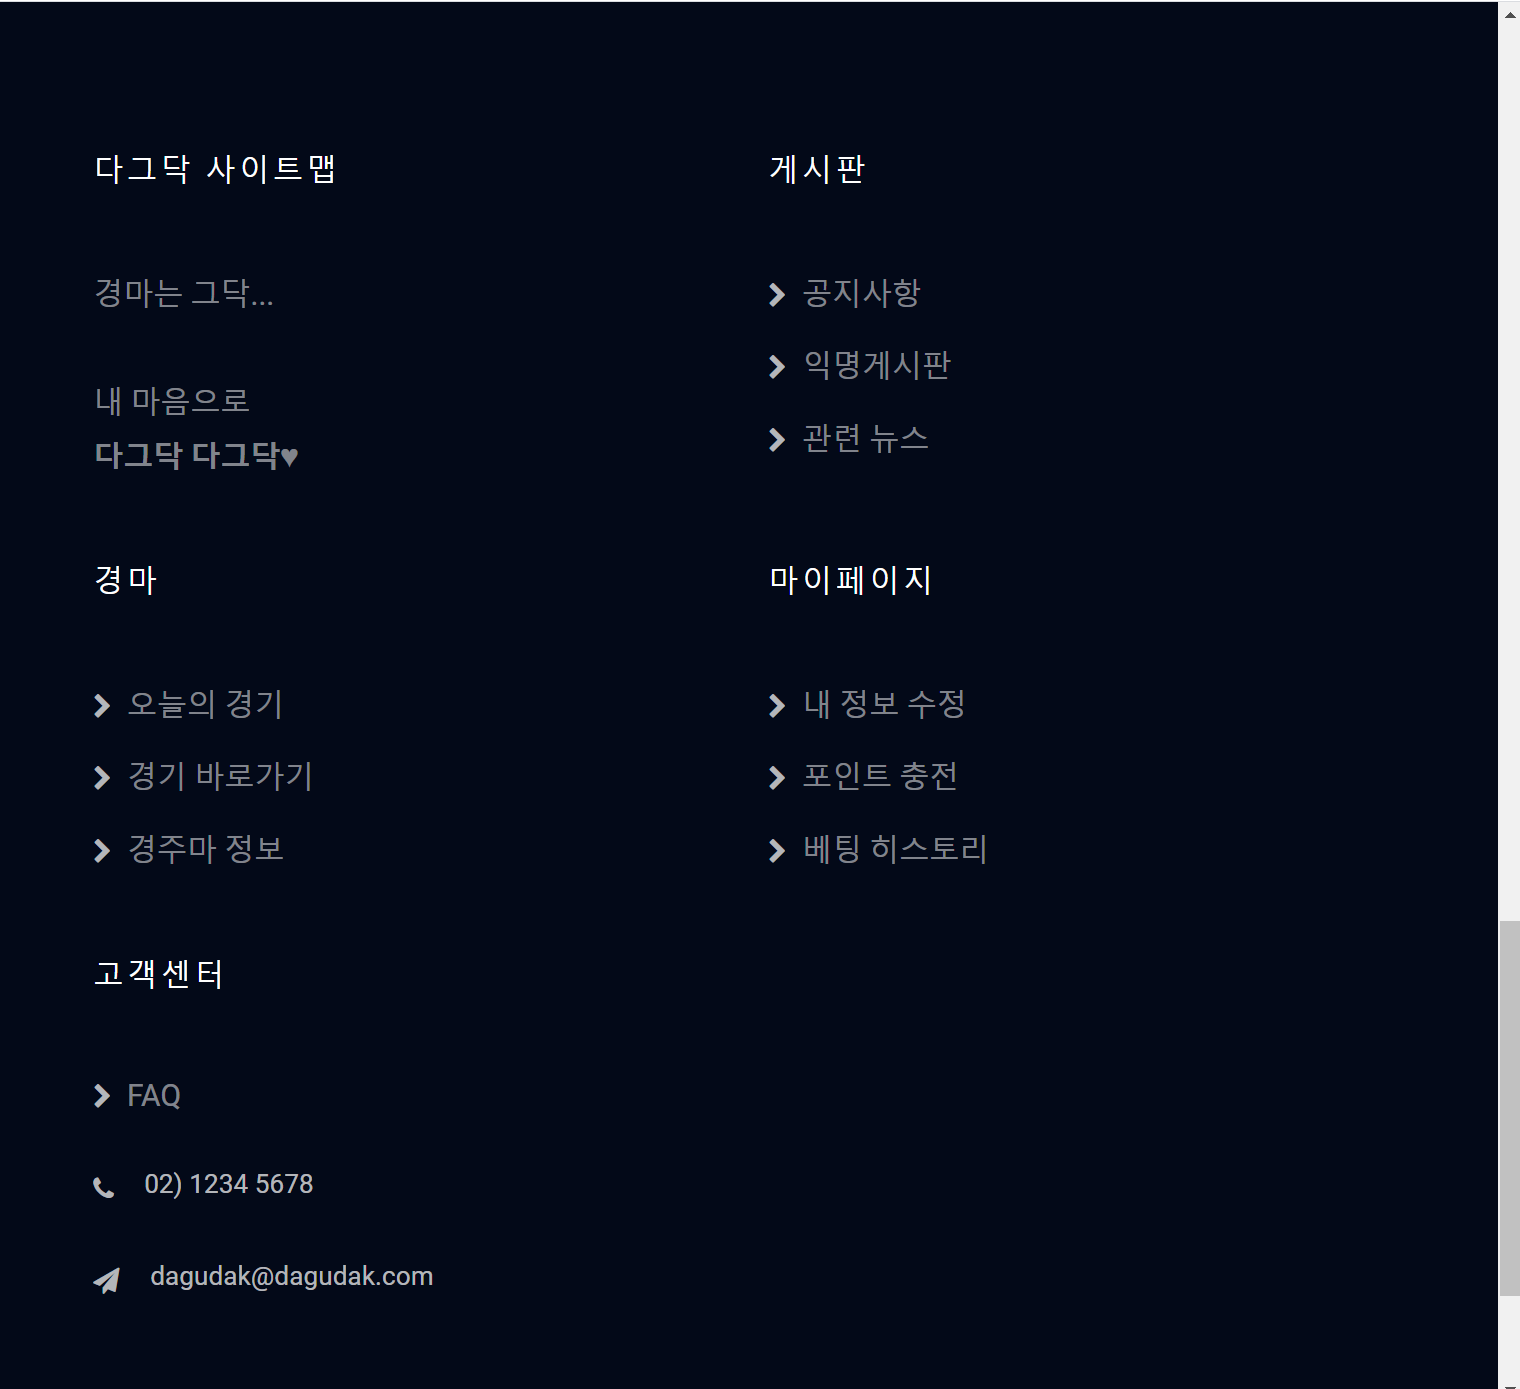 다그닥 사이트맵
경마는 그닥...
내 마음으로
다그닥 다그닥♥
게시판
공지사항
익명게시판
관련 뉴스
경마
오늘의 경기
경기 바로가기
경주마 정보
마이페이지
내 정보 수정
포인트 충전
베팅 히스토리
고객센터
FAQ
02) 1234 5678
dagudak@dagudak.com